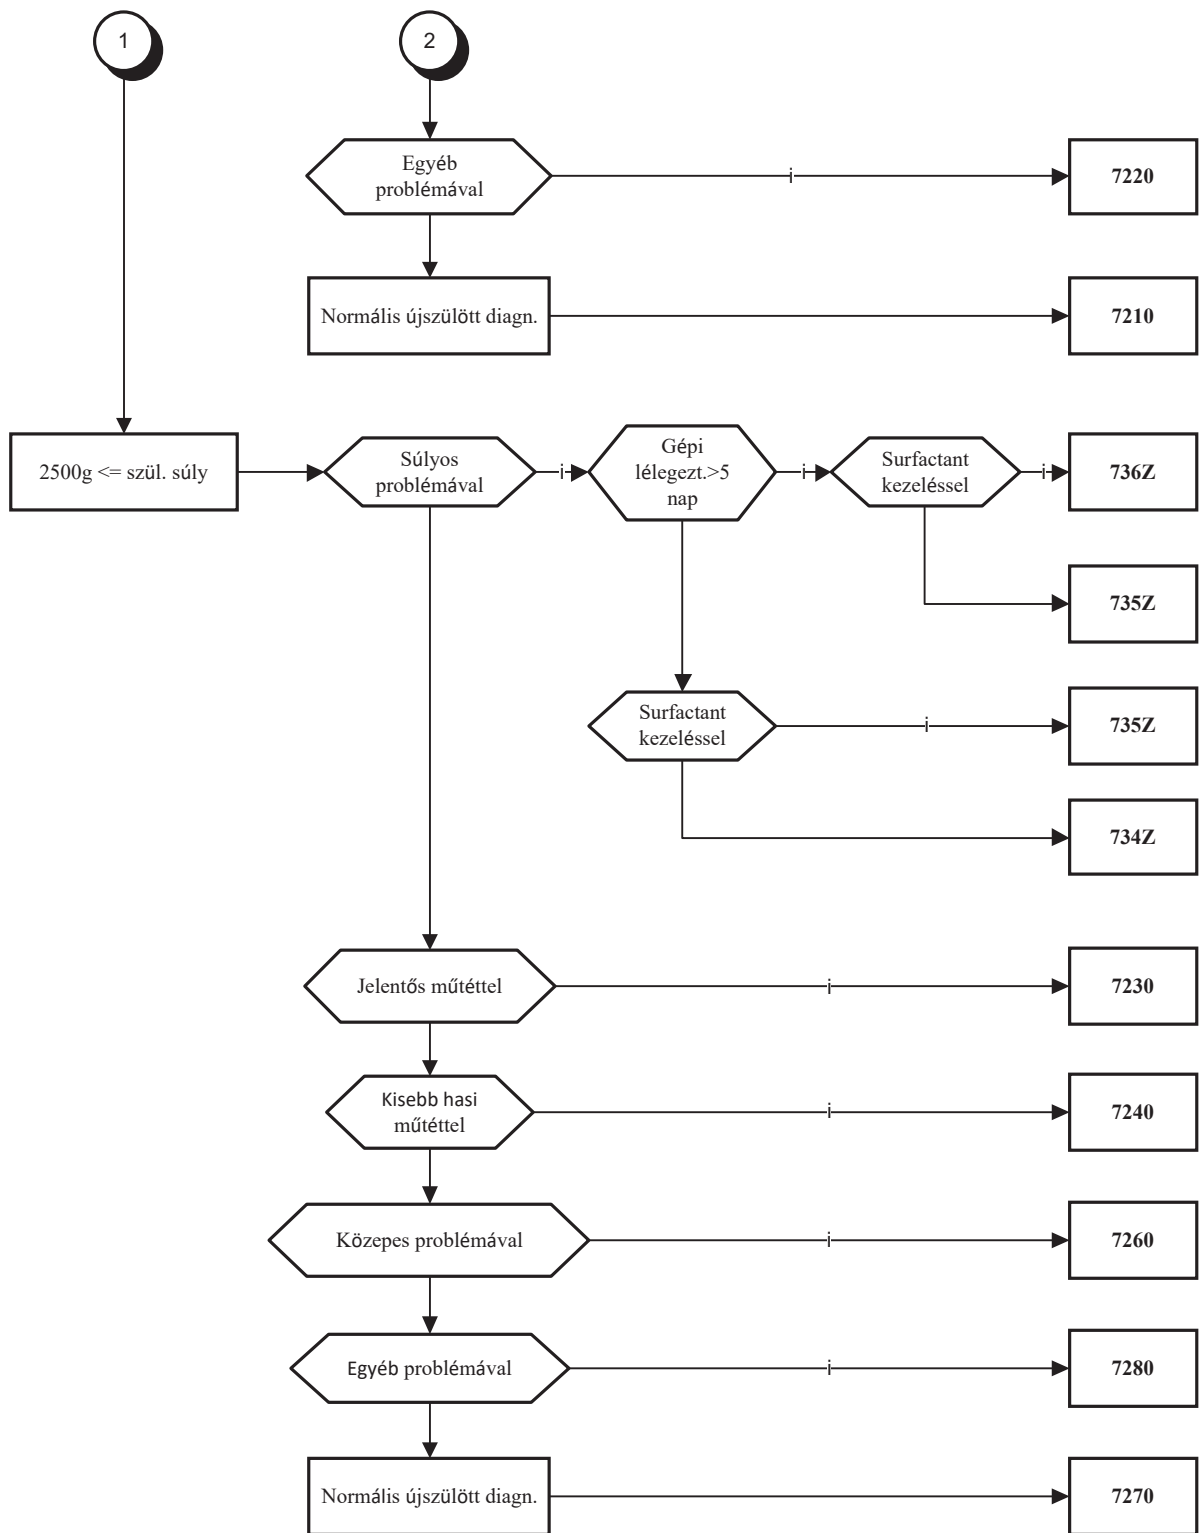 1
2
Egyéb
problémával
i
7220
Normális újszülött diagn.
7210
2500g <= szül. súly
Súlyos
problémával
i
Gépi
lélegezt.>5
nap
i
Surfactant
kezeléssel
i
736Z
735Z
Surfactant
kezeléssel
i
735Z
734Z
Jelentős műtéttel
i
7230
Kisebb hasi
műtéttel
i
7240
Közepes problémával
i
7260
Egyéb problémával
i
7280
Normális újszülött diagn.
7270